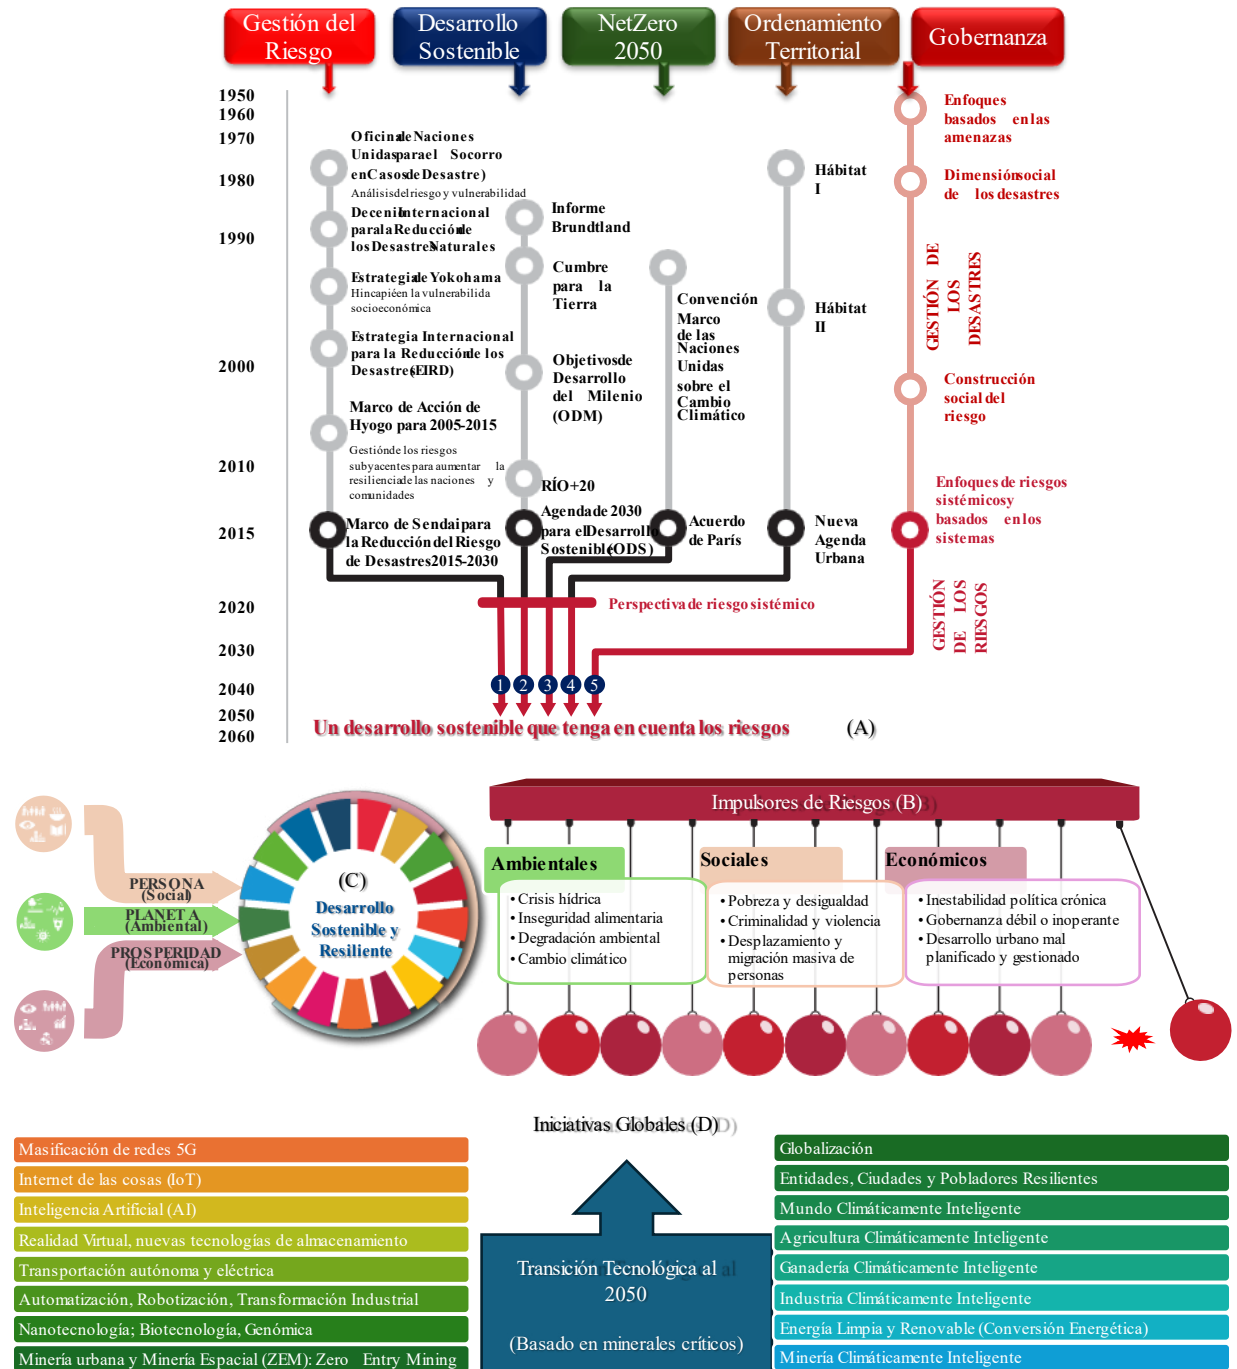 Gestión del
Riesgo
Desarrollo
Sostenible
NetZero
2050
Ordenamiento
Territorial
Gobernanza
1950
1960
1970
1980
1990
2000
2010
2015
2020
2030
2040
2050
2060
Oficina de Naciones
Unidas para el Socorro
en Casos de Desastre)
Análisis del riesgo y vulnerabilidad
Decenio Internacional
para la Reducción de
los Desastres Naturales
Estrategia de Yokohama
Hincapié en la vulnerabilida
socioeconómica
Estrategia Internacional
para la Reducción de los
Desastres (EIRD)
Marco de Acción de
Hyogo para 2005-2015
Gestión de los riesgos
subyacentes para aumentar la
resiliencia de las naciones y
comunidades
Marco de Sendai para
la Reducción del Riesgo
de Desastres 2015-2030
Informe
Brundtland
Cumbre
para la
Tierra
Objetivos de
Desarrollo
del Milenio
(ODM)
RÍO+20
Agenda de 2030
para el Desarrollo
Sostenible (ODS)
Convención
Marco
de las
Naciones
Unidas
sobre el
Cambio
Climático
Acuerdo
de París
Hábitat
I
Hábitat
II
Nueva
Agenda
Urbana
Enfoques
basados en las
amenazas
Dimensión social
de los desastres
GESTIÓN DE
LOS
DESASTRES
Construcción
social del
riesgo
Enfoques de riesgos
sistémicos y
basados en los
sistemas
GESTIÓN
DE LOS
RIESGOS
Perspectiva de riesgo sistémico
1 2 3 4 5
Un desarrollo sostenible que tenga en cuenta los riesgos (A)
PERSONA
(Social)
PLANETA
(Ambiental)
PROSPERIDAD
(Económica)
(C)
Desarrollo
Sostenible y
Resiliente
Impulsores de Riesgos (B)
Ambientales
• Crisis hídrica
• Inseguridad alimentaria
• Degradación ambiental
• Cambio climático
Sociales
• Pobreza y desigualdad
• Criminalidad y violencia
• Desplazamiento y
migración masiva de
personas
Económicos
• Inestabilidad política crónica
• Gobernanza débil o inoperante
• Desarrollo urbano mal
planificado y gestionado
Iniciativas Globales (D)
Masificación de redes 5G
Internet de las cosas (IoT)
Inteligencia Artificial (AI)
Realidad Virtual, nuevas tecnologías de almacenamiento
Transportación autónoma y eléctrica
Automatización, Robotización, Transformación Industrial
Nanotecnología; Biotecnología, Genómica
Minería urbana y Minería Espacial (ZEM): Zero Entry Mining
Transición Tecnológica al
2050
(Basado en minerales críticos)
Globalización
Entidades, Ciudades y Pobladores Resilientes
Mundo Climáticamente Inteligente
Agricultura Climáticamente Inteligente
Ganadería Climáticamente Inteligente
Industria Climáticamente Inteligente
Energía Limpia y Renovable (Conversión Energética)
Minería Climáticamente Inteligente